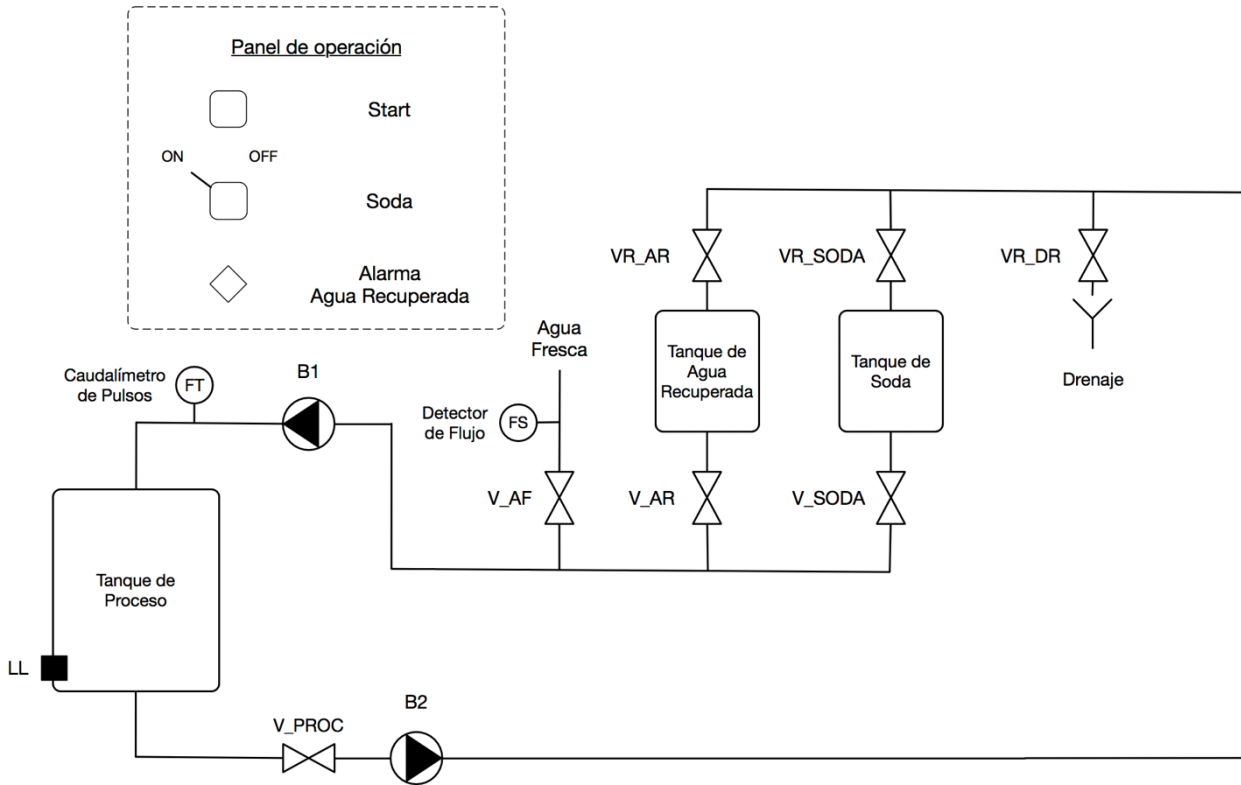 Panel de operación
Start
ON
OFF
Soda
Alarma
Agua Recuperada
VR_AR
VR_SODA
VR_DR
Agua
Fresca
Tanque de
Agua
Recuperada
Tanque de
Soda
Drenaje
Caudalímetro
de Pulsos
FT
B1
Detector
de Flujo
FS
V_AF
V_AR
V_SODA
Tanque de
Proceso
LL
V_PROC
B2